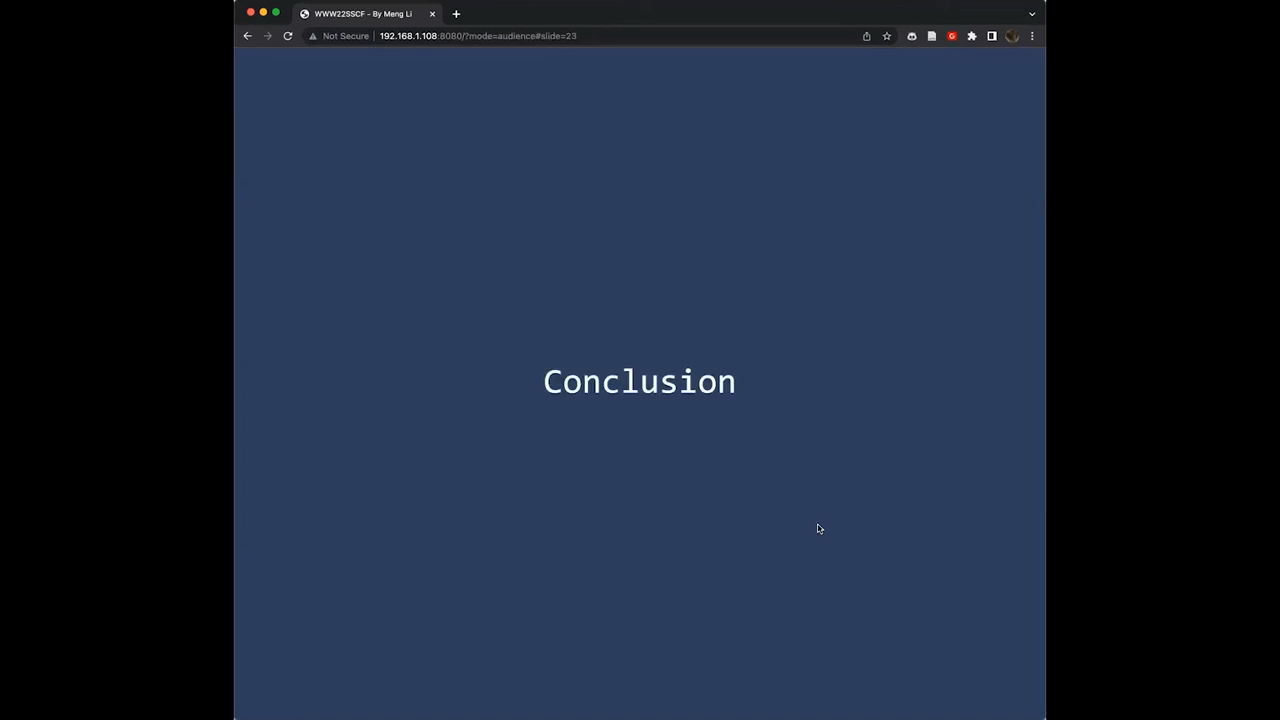 WWW22SSCF - By Meng Li
Not Secure
192.168.1.108:8080/?mode=audience#slide=23
Conclusion